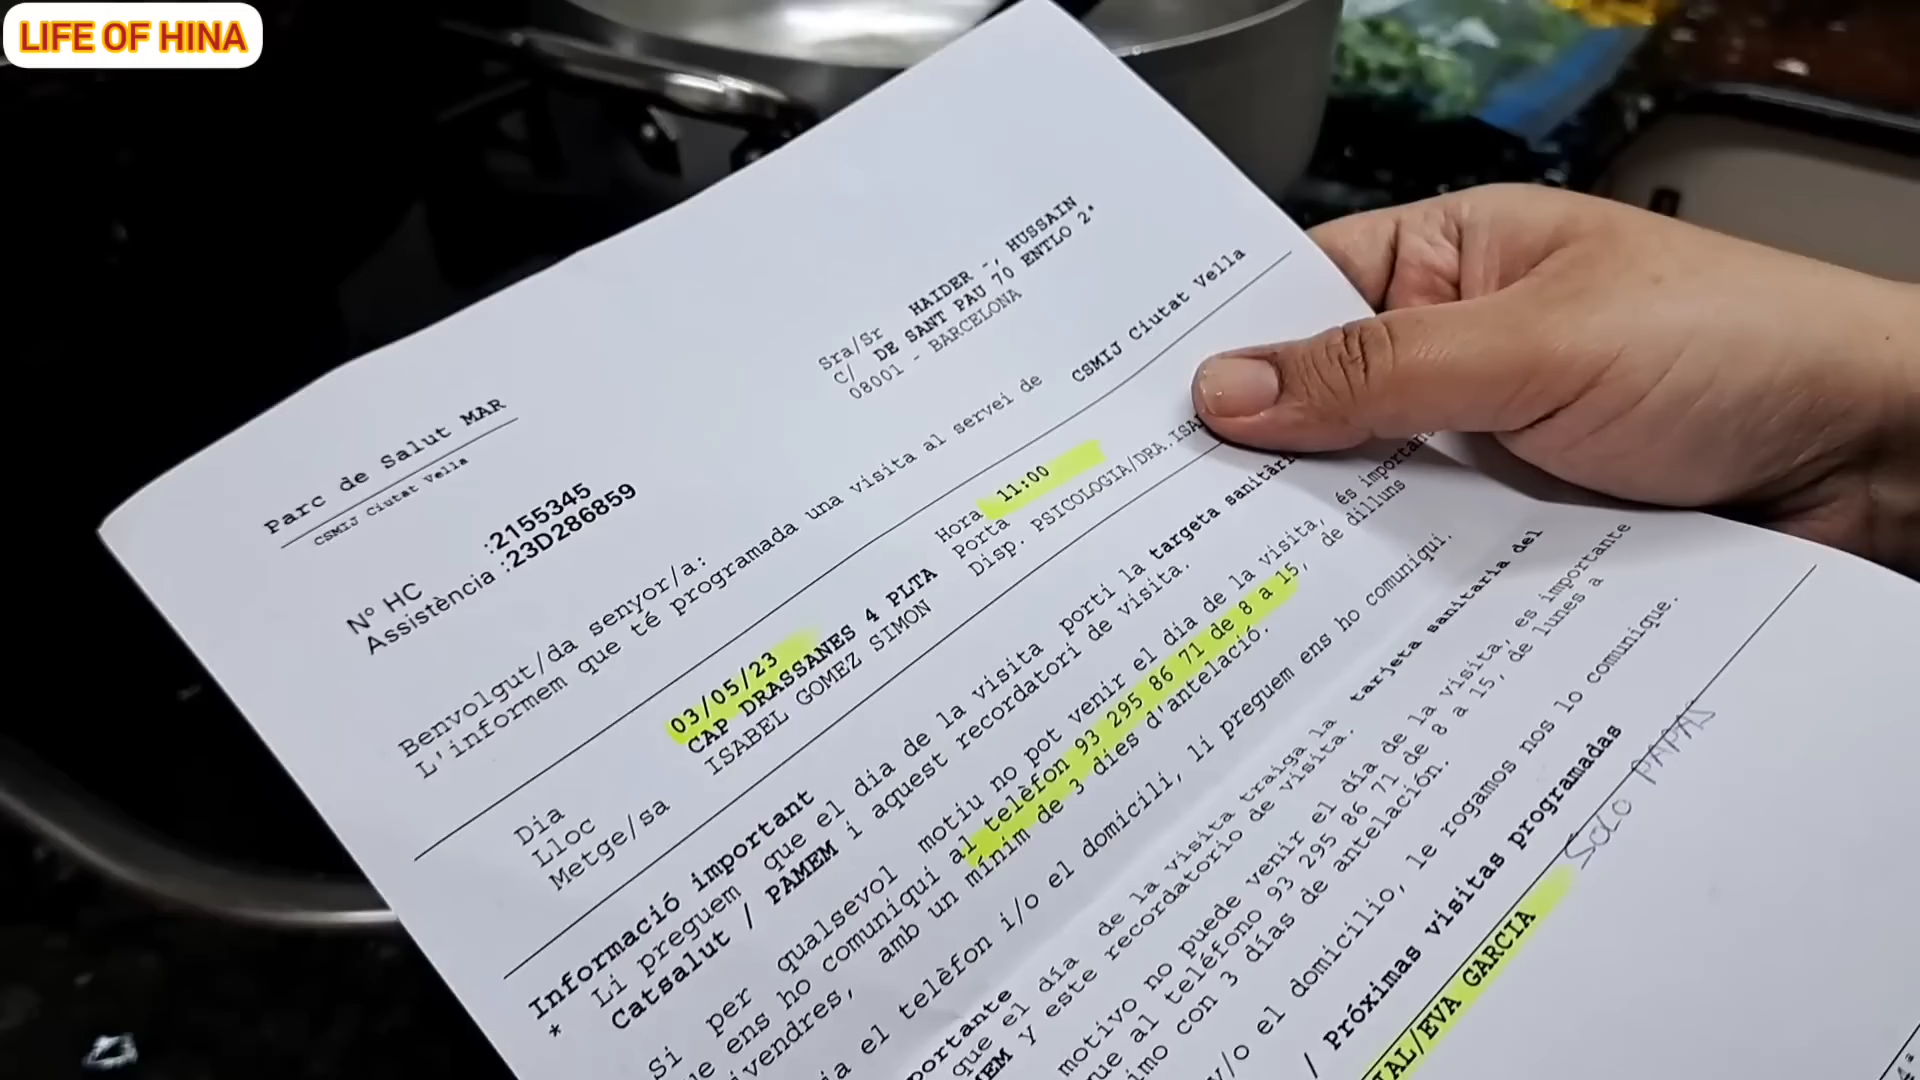 LIFE OF HINA
Sra/Sr HAIDER -, HUSSAIN
C/ DE SANT PAU 70 ENTLO 2ª
08001 - BARCELONA
Parc de Salut MAR
CSMIJ Ciutat Vella
Nº HC :2155345
Assistència :23D286859
Benvolgut/da senyor/a:
L'informem que té programada una visita al servei de CSMIJ Ciutat Vella
Dia 03/05/23 Hora 11:00
Lloc CAP DRASSANES 4 PLTA Porta
Metge/sa ISABEL GOMEZ SIMON Disp. PSICOLOGIA/DRA.
Informació important
* Li preguem que el dia de la visita porti la targeta
Catsalut / PAMEM i aquest recordatori de visita.
Si per qualsevol motiu no pot venir el dia de la visita, és
ens ho comuniqui al telèfon 93 295 86 71 de 8 a 15, de dilluns
amb un mínim de 3 dies d'antelació.
el telèfon i/o el domicili, li preguem ens ho comuniqui.
que el día de la visita traiga la tarjeta sanitaria del
y este recordatorio de visita.
motivo no puede venir el día de la visita, es importante
al teléfono 93 295 86 71 de 8 a 15, de lunes a
con 3 días de antelación.
y/o el domicilio, le rogamos nos lo comunique.
/ Próximas visitas programadas
SOLO PAPAS
EVA GARCIA